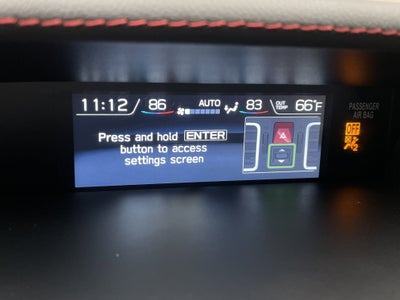 11:12 86 AUTO 83 OUT TEMP 66°F
Press and hold ENTER
button to access
settings screen
PASSENGER
AIR BAG
OFF